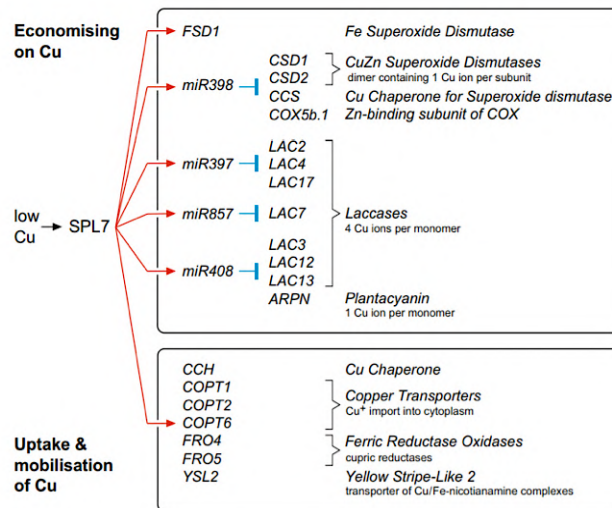 Economising on Cu
FSD1 Fe Superoxide Dismutase
CSD1 CuZn Superoxide Dismutases
CSD2 dimer containing 1 Cu ion per subunit
miR398
CCS Cu Chaperone for Superoxide dismutase
COX5b.1 Zn-binding subunit of COX
LAC2
miR397 LAC4
LAC17
low Cu SPL7
miR857 LAC7 Laccases
4 Cu ions per monomer
LAC3
miR408 LAC12
LAC13
ARPN Plantacyanin
1 Cu ion per monomer
CCH Cu Chaperone
COPT1
COPT2 Copper Transporters
Cu+ import into cytoplasm
COPT6
Uptake & mobilisation of Cu
FRO4 Ferric Reductase Oxidases
FRO5 cupric reductases
YSL2 Yellow Stripe-Like 2
transporter of Cu/Fe-nicotianamine complexes